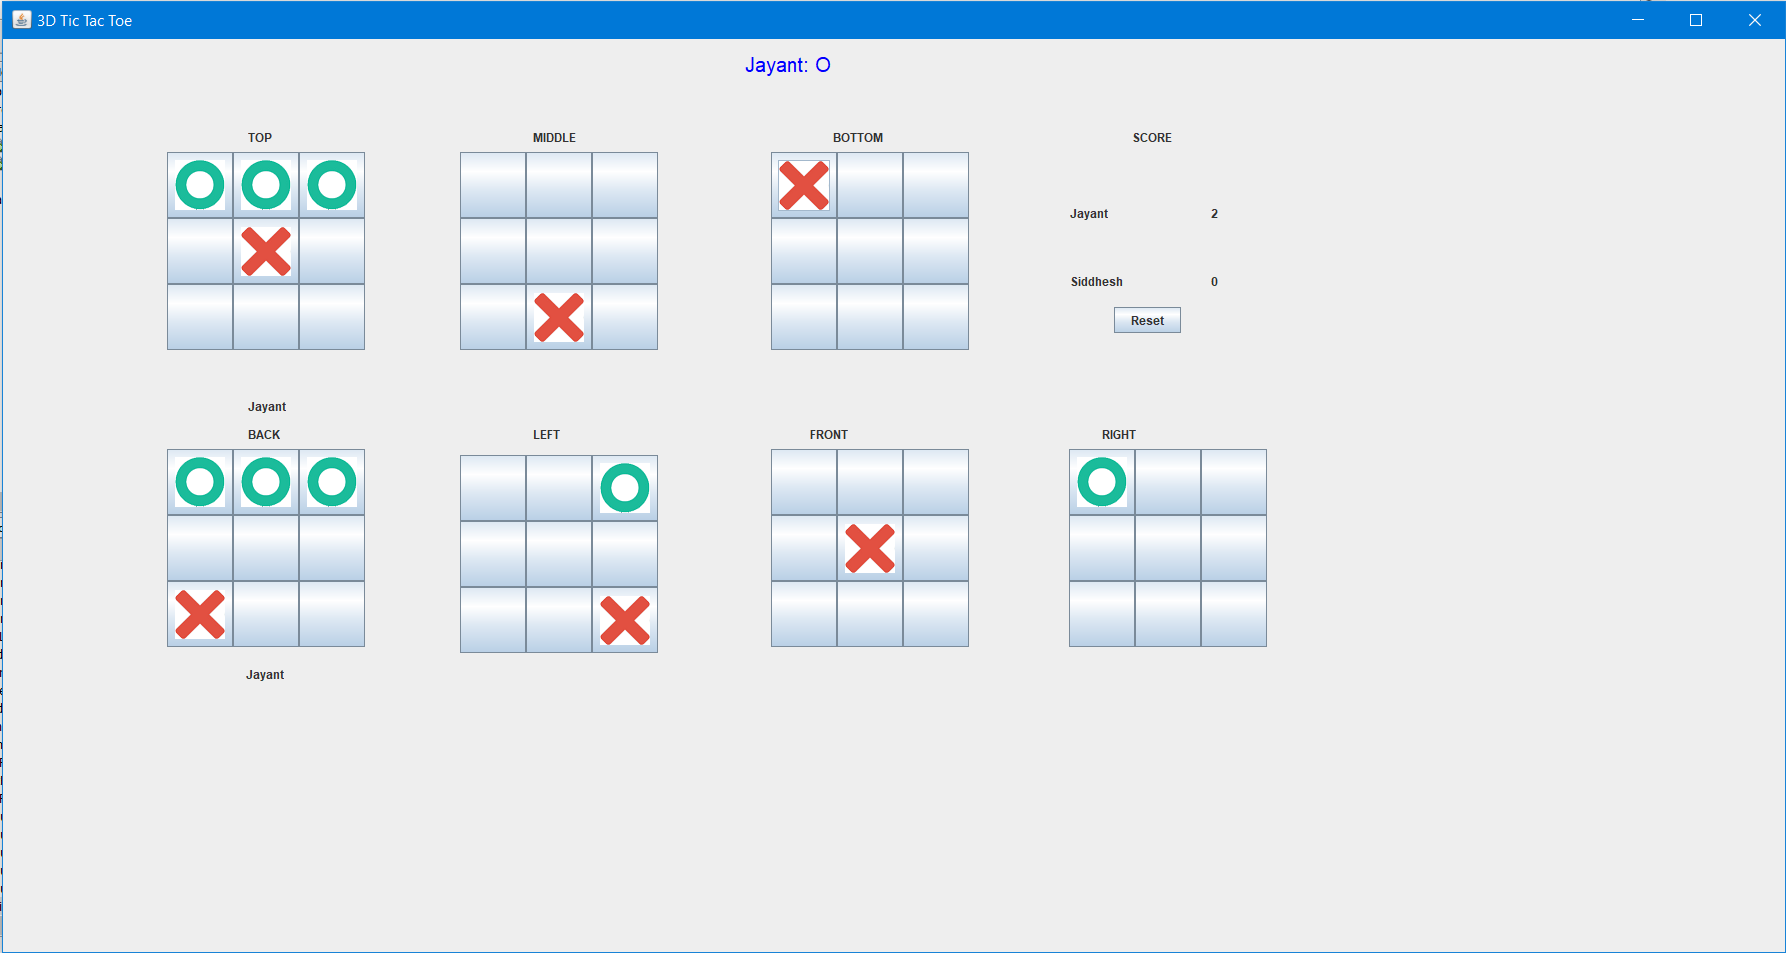 3D Tic Tac Toe
Jayant: O
TOP
MIDDLE
BOTTOM
SCORE
Jayant 2
Siddhesh 0
Reset
Jayant
BACK
LEFT
FRONT
RIGHT
Jayant